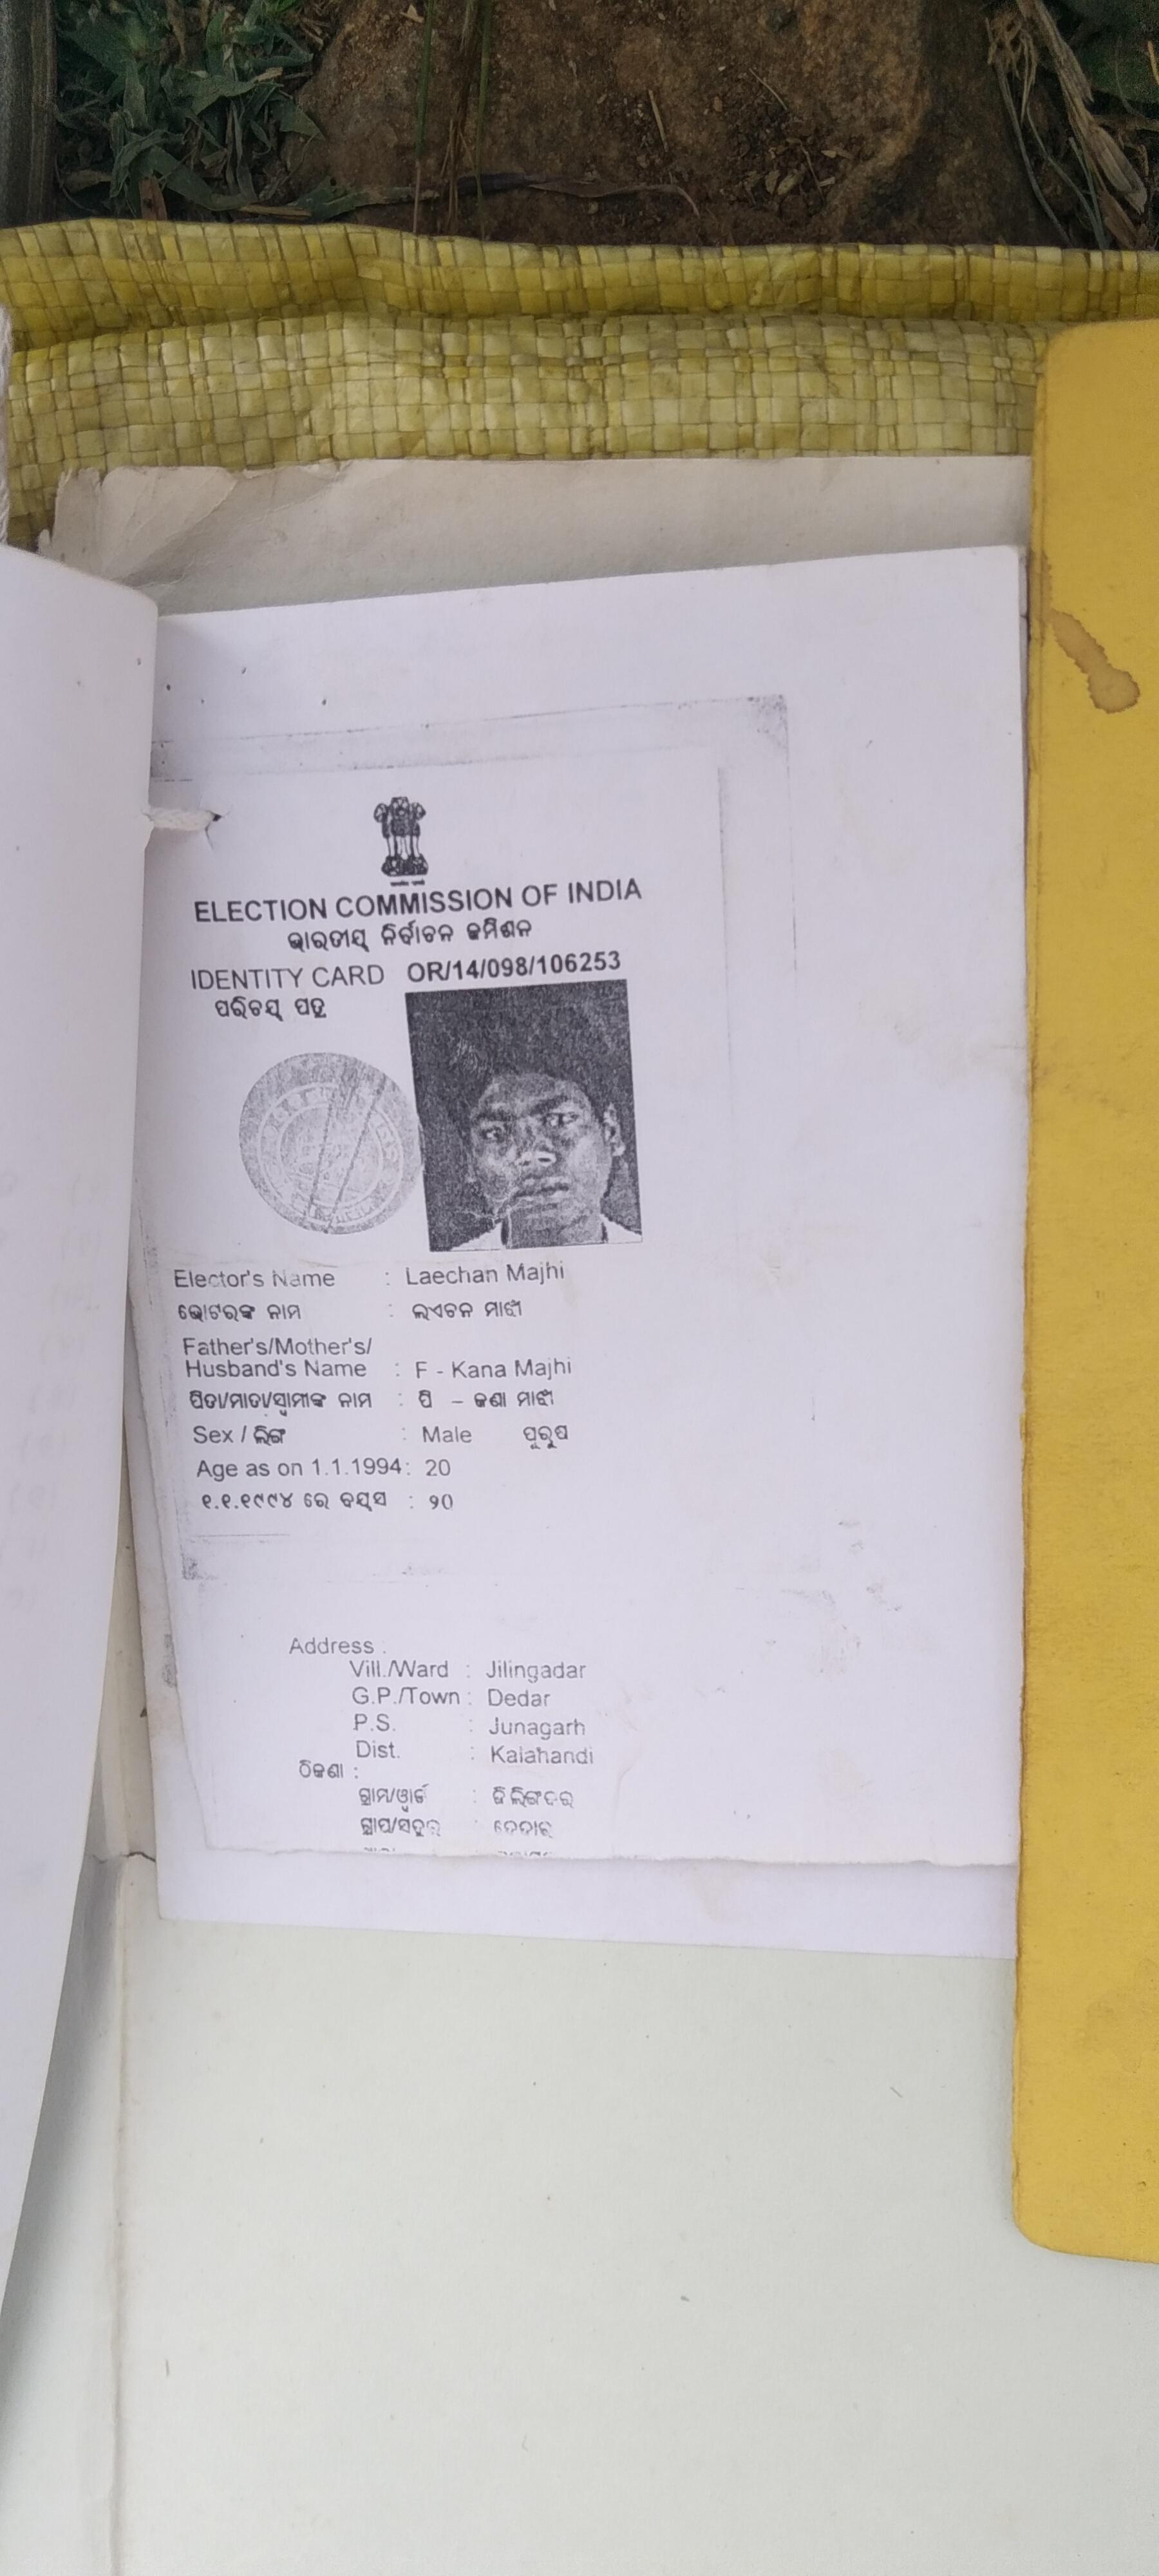 ELECTION COMMISSION OF INDIA
ଭାରତୀୟ ନିର୍ବାଚନ କମିଶନ
IDENTITY CARD OR/14/098/106253
ପରିଚୟ ପତ୍ର
Elector's Name : Laechan Majhi
ଭୋଟରଙ୍କ ନାମ : ଲଏଚନ ମାଝୀ
Father's/Mother's/
Husband's Name : F - Kana Majhi
ପିତା/ମାତା/ସ୍ୱାମୀଙ୍କ ନାମ : ପି - କଣା ମାଝୀ
Sex / ଲିଙ୍ଗ : Male ପୁରୁଷ
Age as on 1.1.1994: 20
୧.୧.୧୯୯୪ ରେ ବୟସ : ୨0
Address :
Vill./Ward : Jilingadar
G.P./Town : Dedar
P.S. : Junagarh
Dist. : Kalahandi
ଠିକଣା :
ଗ୍ରାମ/ୱାର୍ଡ : ଜିଲିଙ୍ଗଦର
: ଦେଦାର